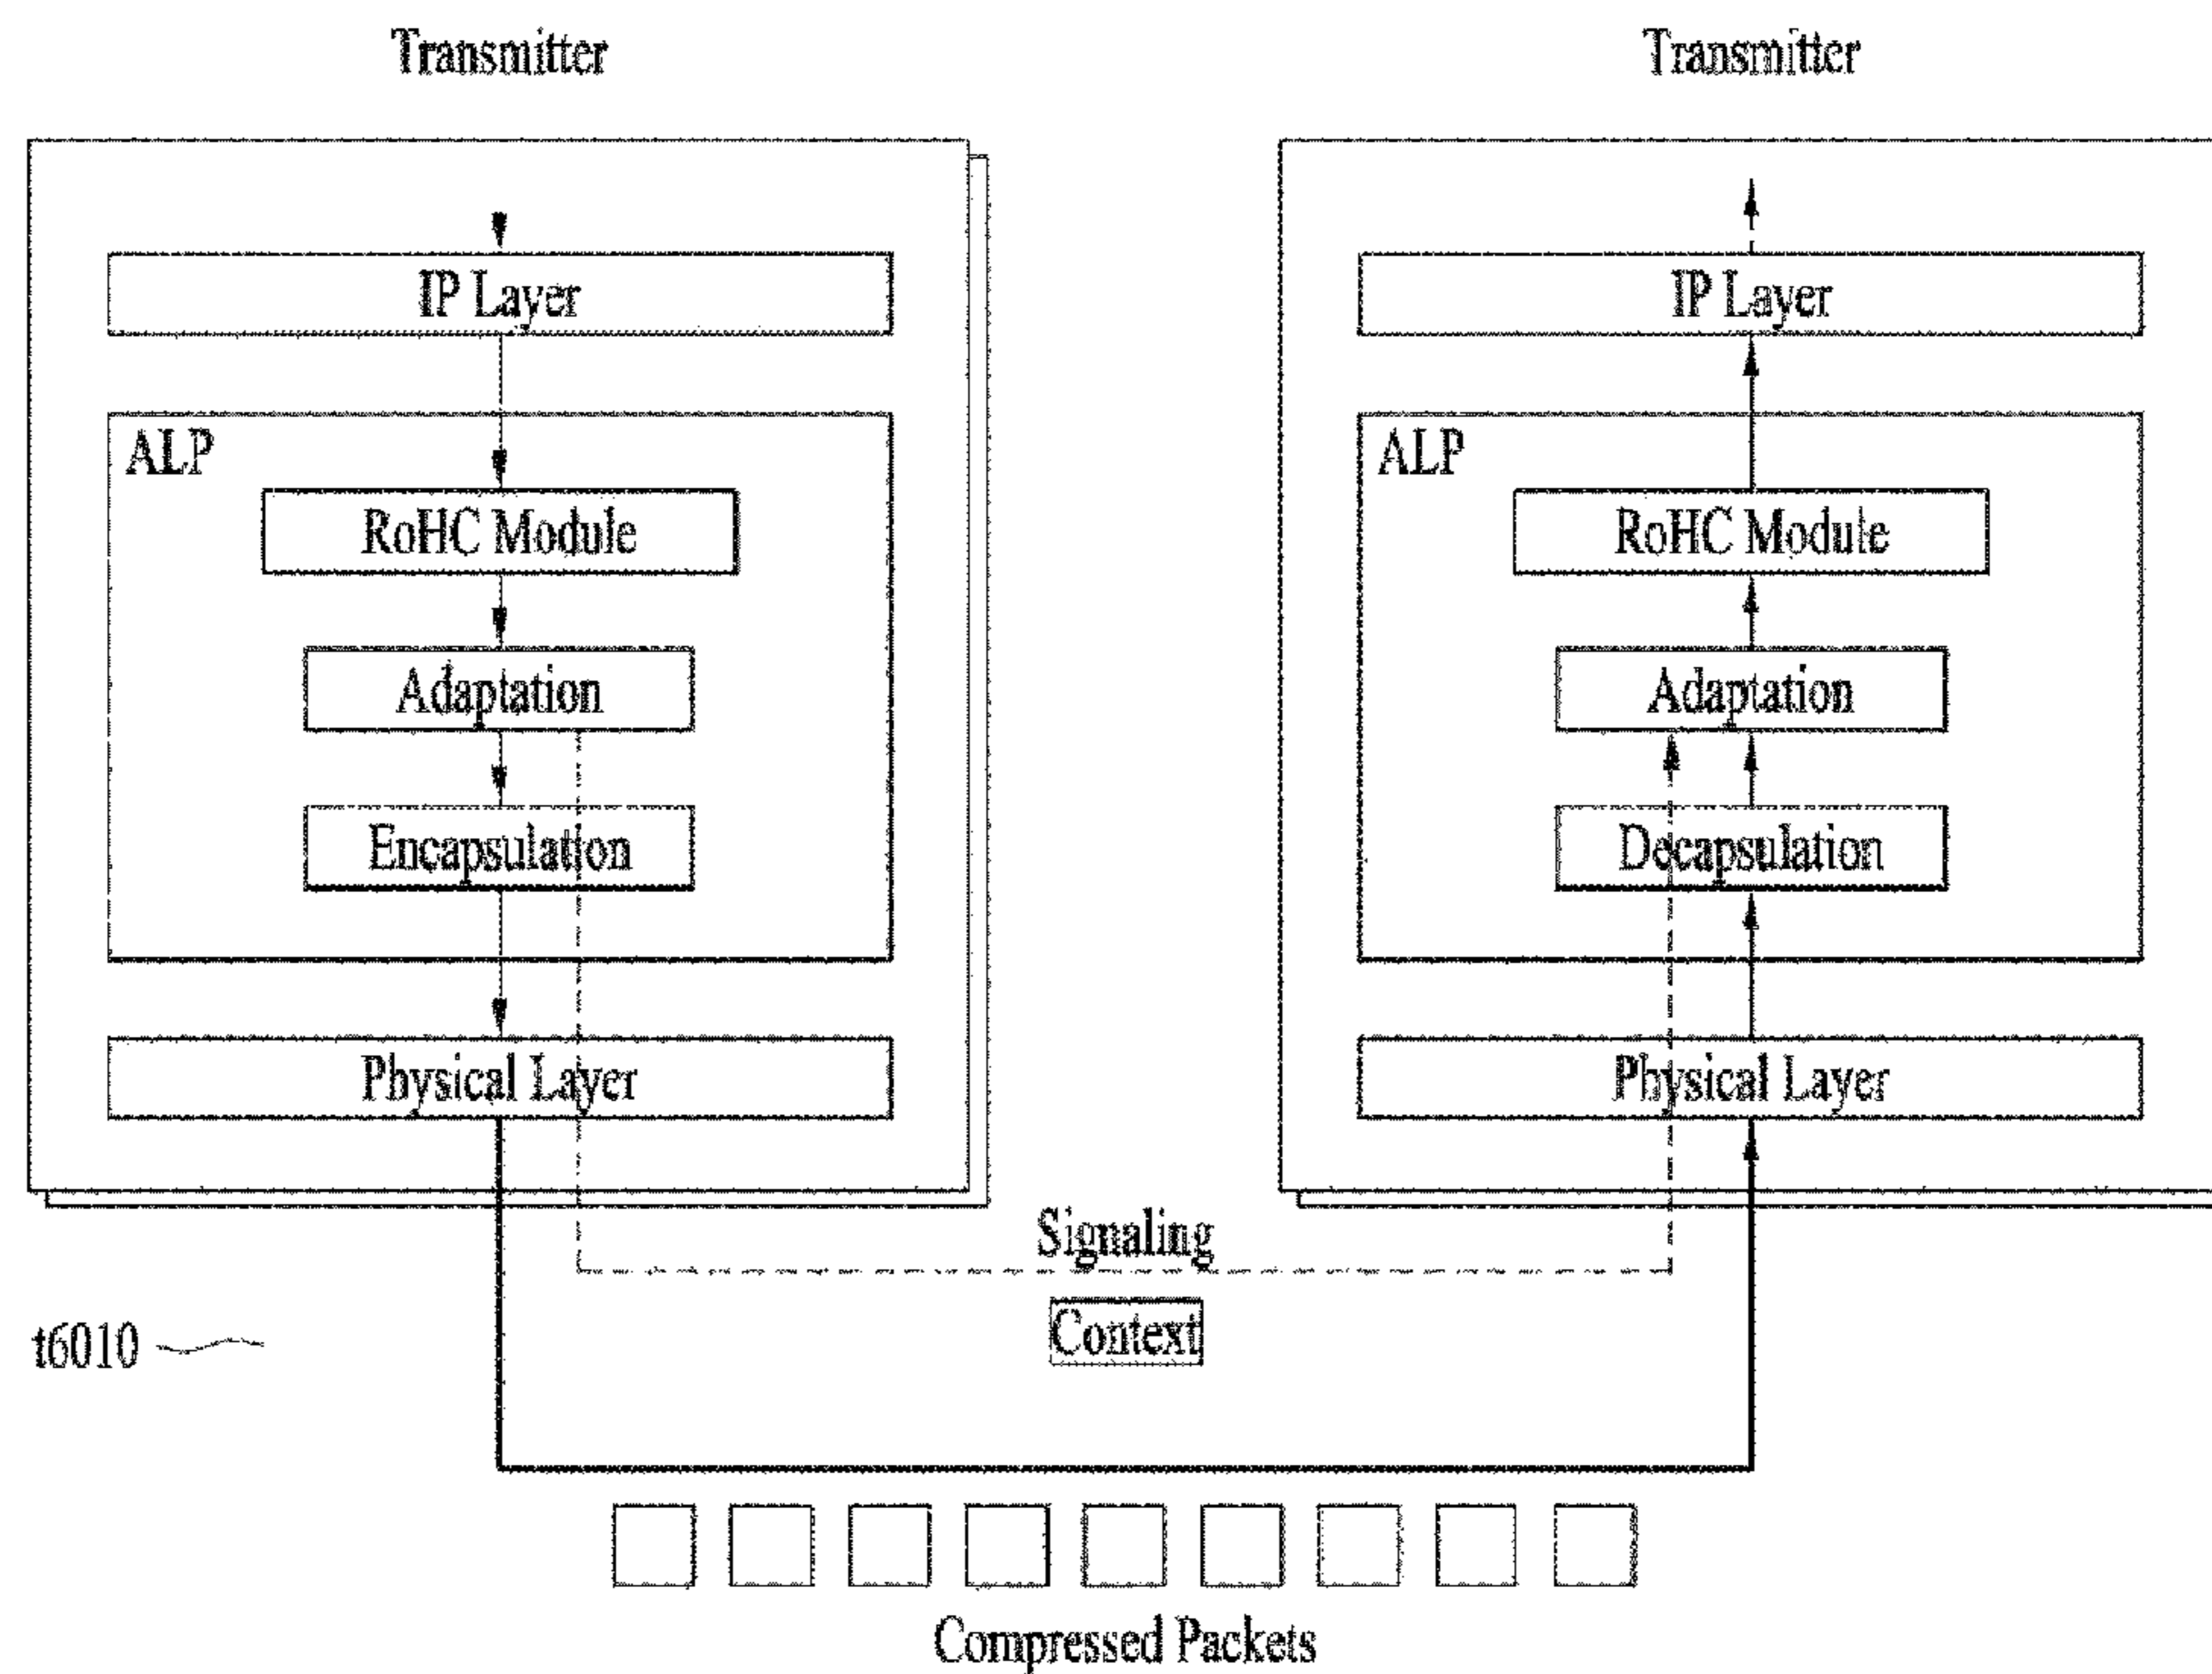 Transmitter
IP Layer
ALP
RoHC Module
Adaptation
Encapsulation
Physical Layer
Transmitter
IP Layer
ALP
RoHC Module
Adaptation
Decapsulation
Physical Layer
Signaling
Context
t6010
Compressed Packets